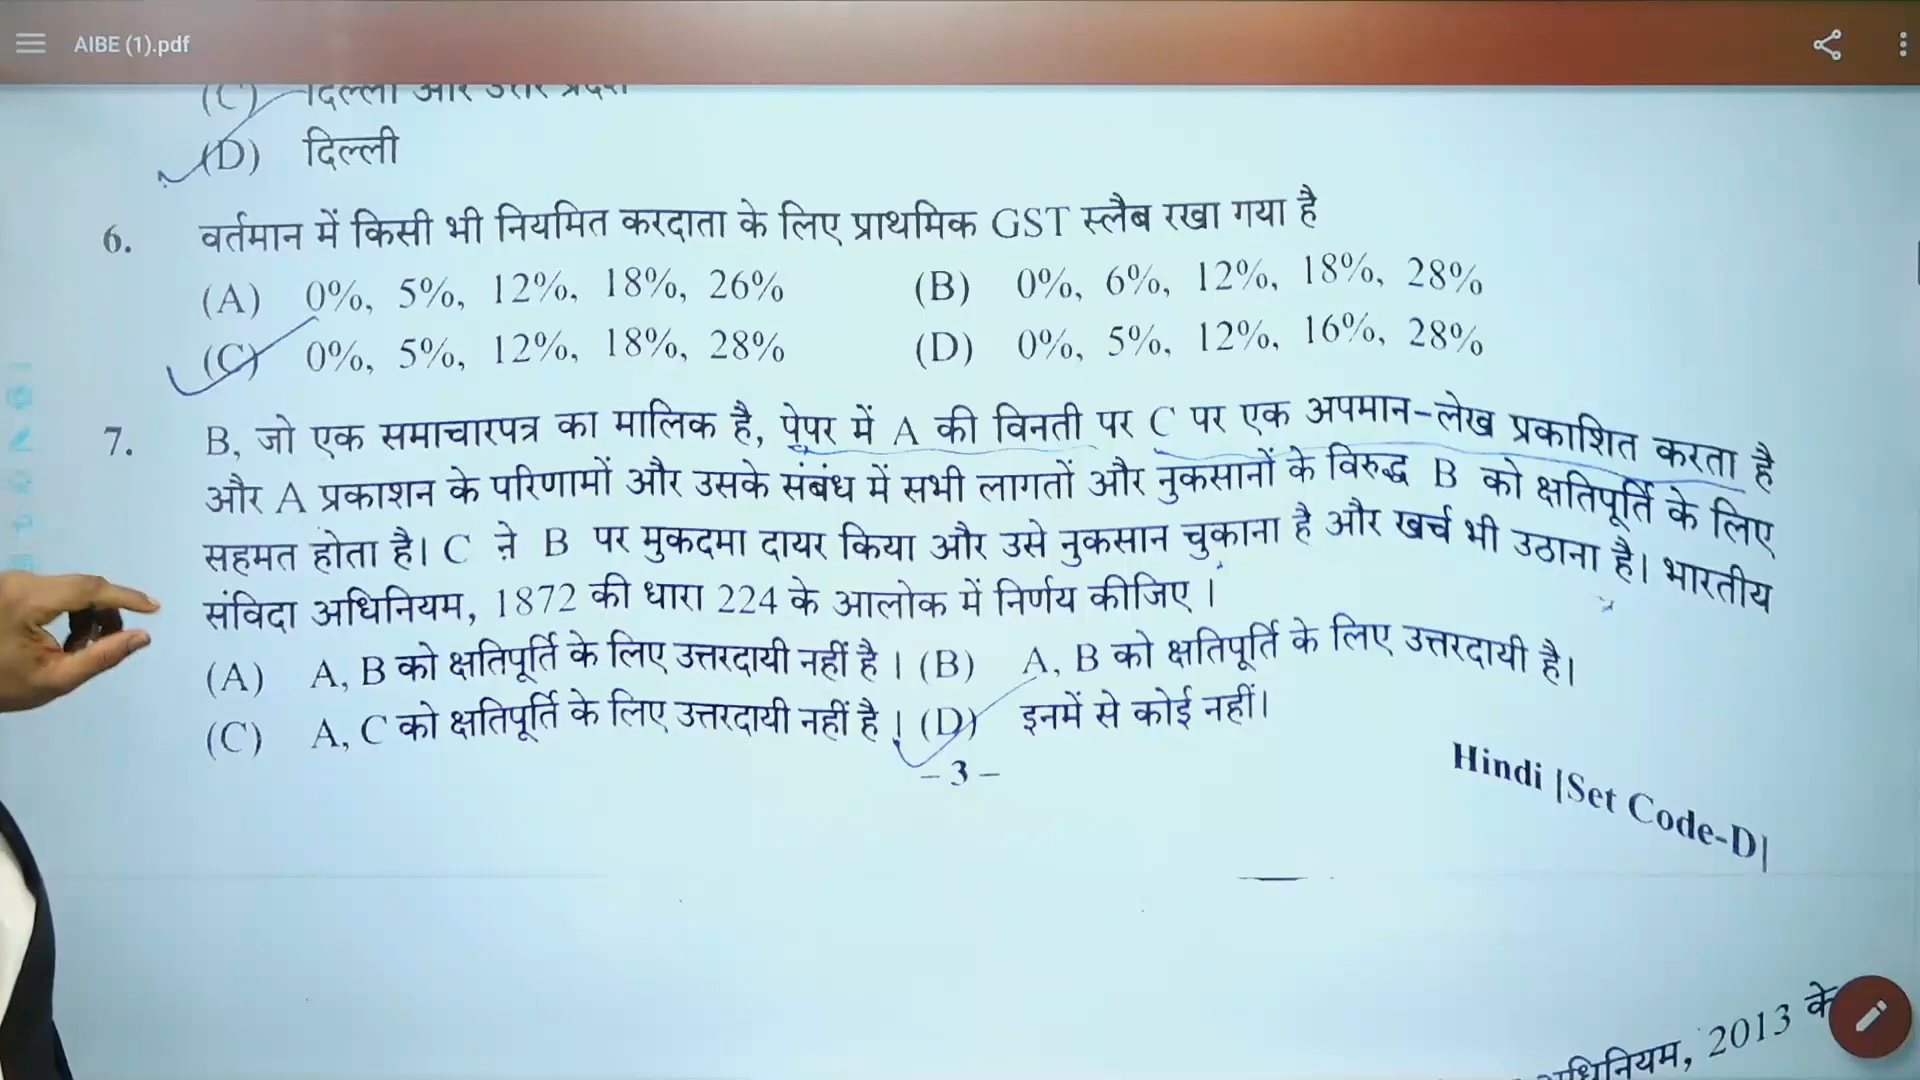 AIBE (1).pdf
(C) दिल्ली और उत्तर प्रदेश
(D) दिल्ली
6. वर्तमान में किसी भी नियमित करदाता के लिए प्राथमिक GST स्लैब रखा गया है
(A) 0%, 5%, 12%, 18%, 26% (B) 0%, 6%, 12%, 18%, 28%
(C) 0%, 5%, 12%, 18%, 28% (D) 0%, 5%, 12%, 16%, 28%
7. B, जो एक समाचारपत्र का मालिक है, पेपर में A की विनती पर C पर एक अपमान-लेख प्रकाशित करता है
और A प्रकाशन के परिणामों और उसके संबंध में सभी लागतों और नुकसानों के विरुद्ध B को क्षतिपूर्ति के लिए
सहमत होता है। C ने B पर मुकदमा दायर किया और उसे नुकसान चुकाना है और खर्च भी उठाना है। भारतीय
संविदा अधिनियम, 1872 की धारा 224 के आलोक में निर्णय कीजिए ।
(A) A, B को क्षतिपूर्ति के लिए उत्तरदायी नहीं है । (B) A, B को क्षतिपूर्ति के लिए उत्तरदायी है।
(C) A, C को क्षतिपूर्ति के लिए उत्तरदायी नहीं है । (D) इनमें से कोई नहीं।
– 3 –
Hindi [Set Code-D]
अधिनियम, 2013 के